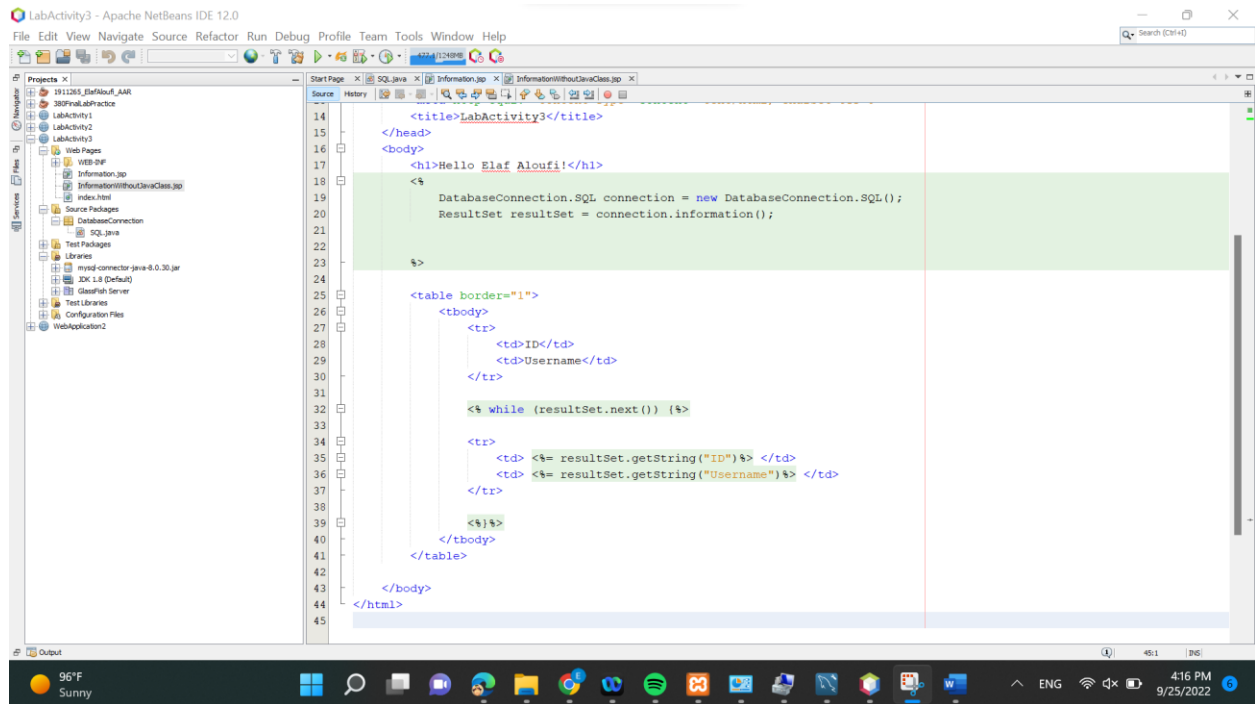 LabActivity3 - Apache NetBeans IDE 12.0
File Edit View Navigate Source Refactor Run Debug Profile Team Tools Window Help
Search (Ctrl+I)
477.4/1248MB
Projects
Start Page SQL.java Information.jsp InformationWithoutJavaClass.jsp
Source History
Navigator
Files
Services
1911265_ElafAloufi_AAR
380FinalLabPractice
LabActivity1
LabActivity2
LabActivity3
Web Pages
WEB-INF
Information.jsp
InformationWithoutJavaClass.jsp
index.html
Source Packages
DatabaseConnection
SQL.java
Test Packages
Libraries
mysql-connector-java-8.0.30.jar
JDK 1.8 (Default)
GlassFish Server
Test Libraries
Configuration Files
WebApplication2
14 <title>LabActivity3</title>
15 </head>
16 <body>
17 <h1>Hello Elaf Aloufi!</h1>
18 <%
19 DatabaseConnection.SQL connection = new DatabaseConnection.SQL();
20 ResultSet resultSet = connection.information();
21
22
23 %>
24
25 <table border="1">
26 <tbody>
27 <tr>
28 <td>ID</td>
29 <td>Username</td>
30 </tr>
31
32 <% while (resultSet.next()) {%>
33
34 <tr>
35 <td> <%= resultSet.getString("ID")%> </td>
36 <td> <%= resultSet.getString("Username")%> </td>
37 </tr>
38
39 <%}%>
40 </tbody>
41 </table>
42
43 </body>
44 </html>
45
Output
45:1 INS
96°F
Sunny
ENG
4:16 PM
9/25/2022
6